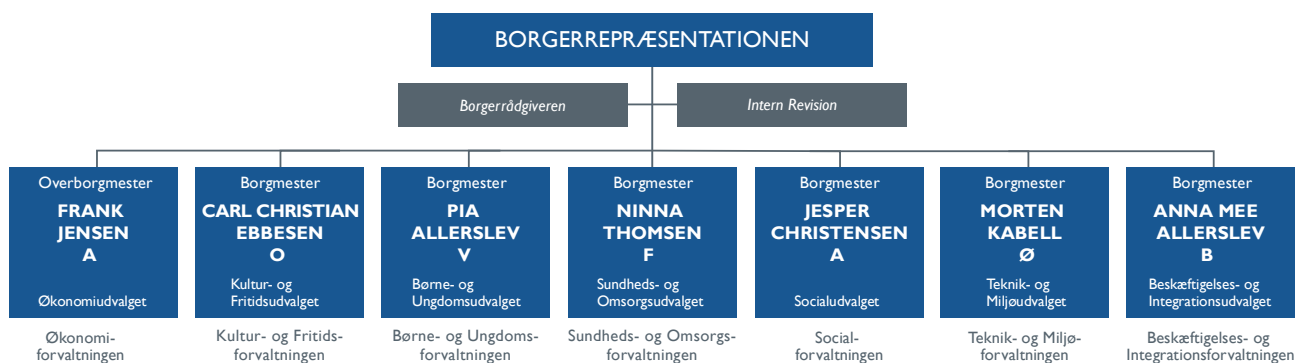 BORGERREPRÆSENTATIONEN
Borgerrådgiveren
Intern Revision
Overborgmester
FRANK
JENSEN
A
Økonomiudvalget
Borgmester
CARL CHRISTIAN
EBBESEN
O
Kultur- og
Fritidsudvalget
Borgmester
PIA
ALLERSLEV
V
Børne- og
Ungdomsudvalget
Borgmester
NINNA
THOMSEN
F
Sundheds- og
Omsorgsudvalget
Borgmester
JESPER
CHRISTENSEN
A
Socialudvalget
Borgmester
MORTEN
KABELL
Ø
Teknik- og
Miljøudvalget
Borgmester
ANNA MEE
ALLERSLEV
B
Beskæftigelses- og
Integrationsudvalget
Økonomi-
forvaltningen
Kultur- og Fritids-
forvaltningen
Børne- og Ungdoms-
forvaltningen
Sundheds- og Omsorgs-
forvaltningen
Social-
forvaltningen
Teknik- og Miljø-
forvaltningen
Beskæftigelses- og
Integrationsforvaltningen